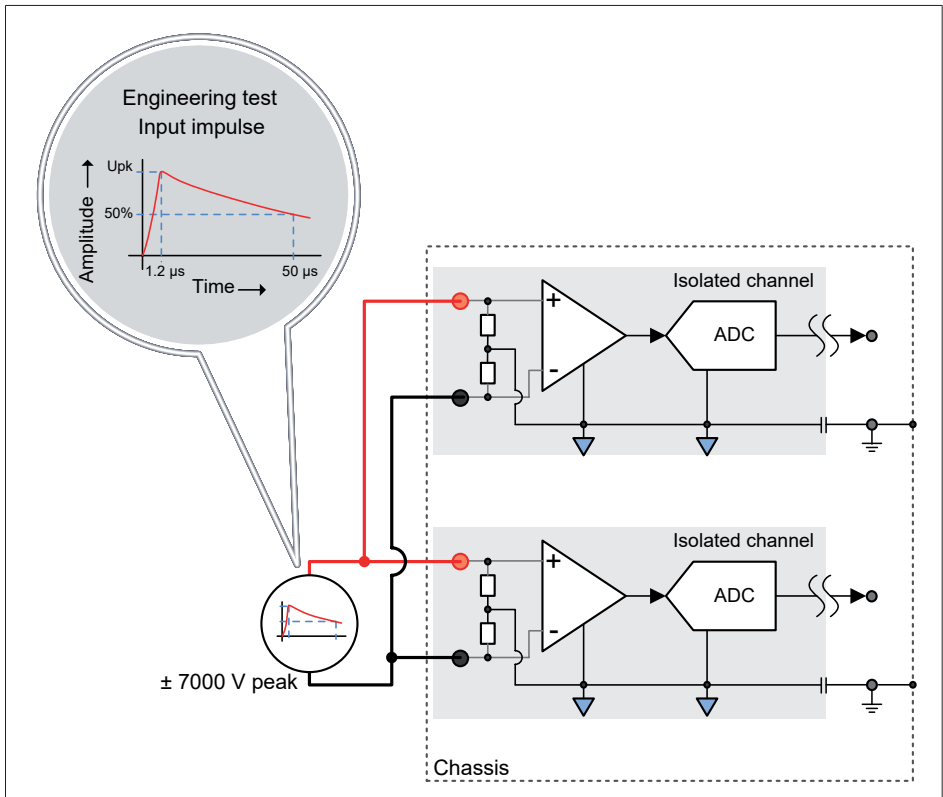 Engineering test
Input impulse
Upk
50%
Amplitude
1.2 μs
50 μs
Time
Isolated channel
+
-
ADC
Isolated channel
+
-
ADC
± 7000 V peak
Chassis